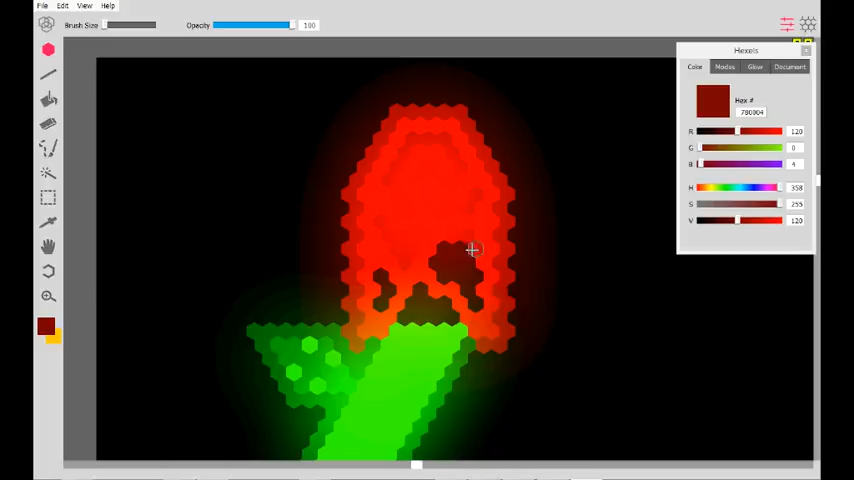 File Edit View Help
Brush Size Opacity 100
Hexels x
Color Modes Glow Document
Hex #
780004
R 120
G 0
B 4
H 358
S 255
V 120